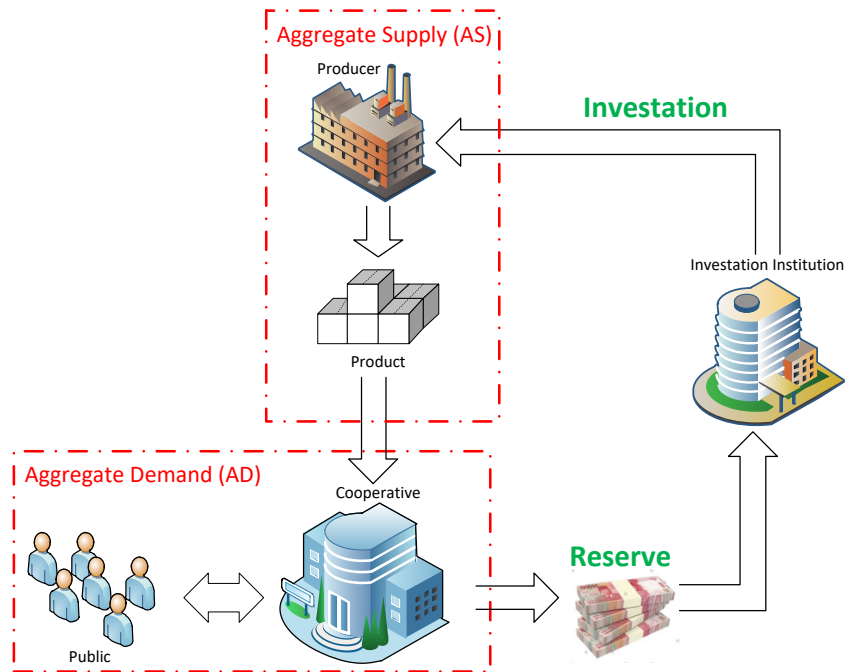 Aggregate Supply (AS)
Producer
Investation
Investation Institution
Product
Aggregate Demand (AD)
Cooperative
Reserve
Public